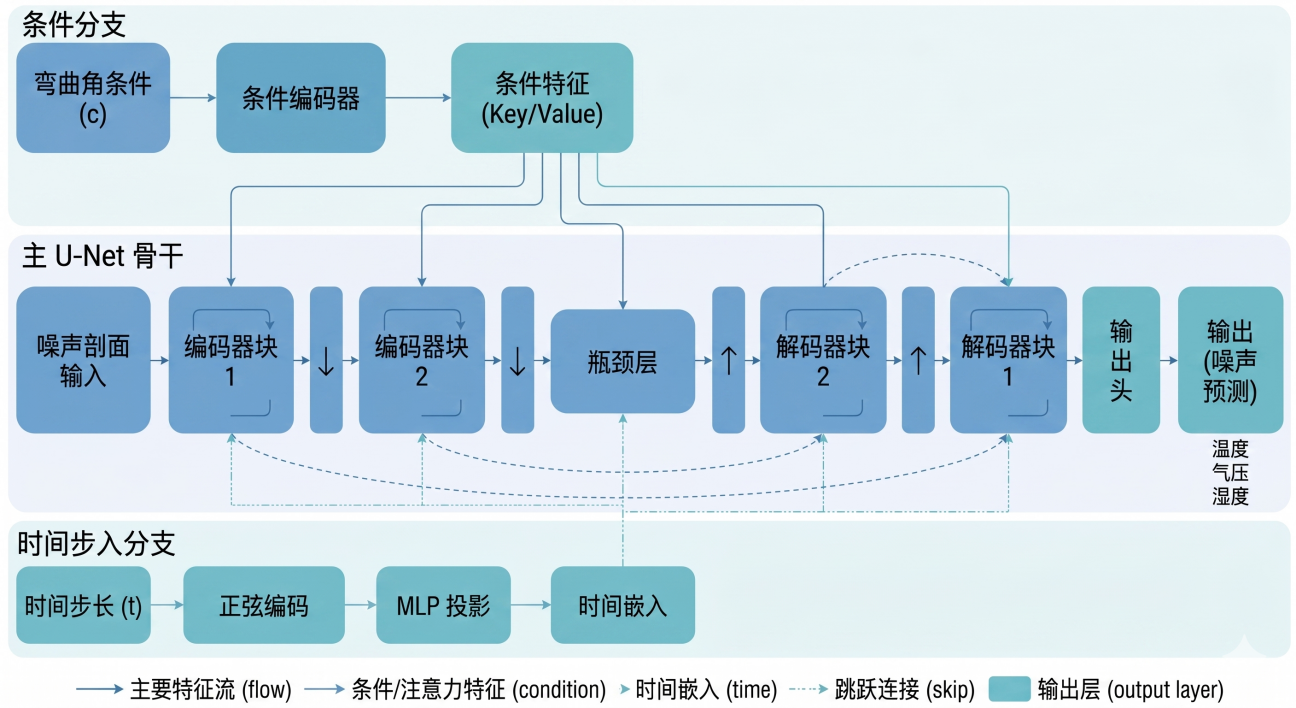 条件分支
弯曲角条件
(c)
条件编码器
条件特征
(Key/Value)
主 U-Net 骨干
噪声剖面
输入
编码器块
1
↓
编码器块
2
↓
瓶颈层
↑
解码器块
2
↑
解码器块
1
输
出
头
输出
(噪声
预测)
温度
气压
湿度
时间步入分支
时间步长 (t)
正弦编码
MLP 投影
时间嵌入
主要特征流 (flow)
条件/注意力特征 (condition)
时间嵌入 (time)
跳跃连接 (skip)
输出层 (output layer)